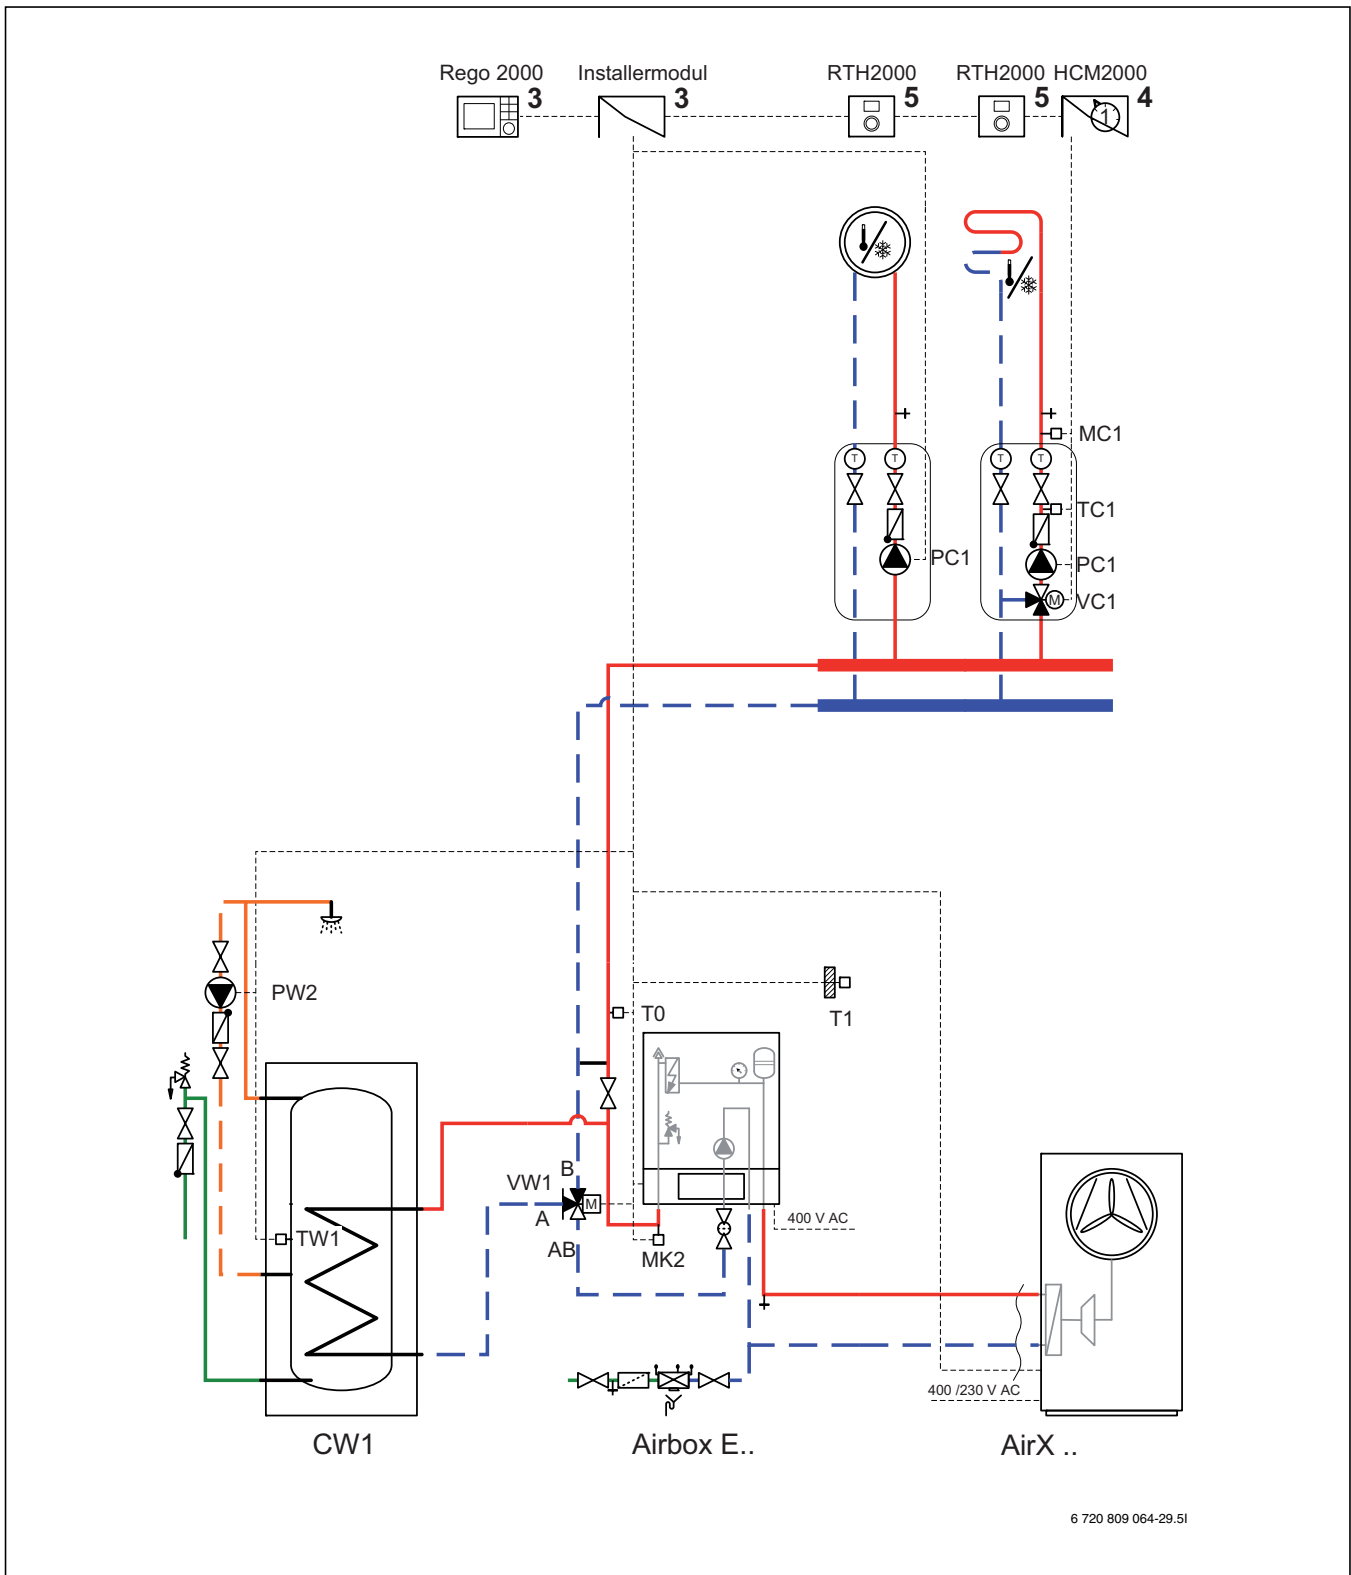 Rego 2000 Installermodul RTH2000 RTH2000 HCM2000
3 3 5 5 4
1
MC1
T T T T
TC1
PC1 PC1
M VC1
PW2
T0 T1
B
VW1 M
A
400 V AC
AB
TW1 MK2
400 /230 V AC
CW1 Airbox E.. AirX ..
6 720 809 064-29.5I